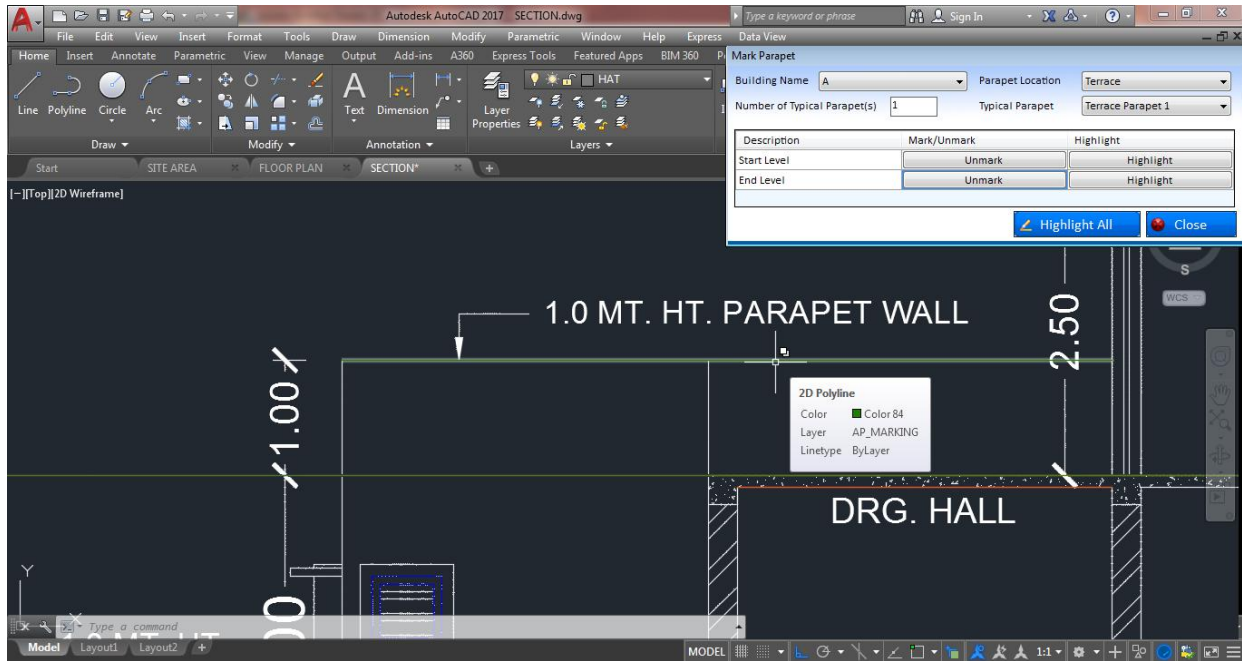 Autodesk AutoCAD 2017 SECTION.dwg
Type a keyword or phrase
Sign In
File Edit View Insert Format Tools Draw Dimension Modify Parametric Window Help Express Data View
Home Insert Annotate Parametric View Manage Output Add-ins A360 Express Tools Featured Apps BIM 360
Line Polyline Circle Arc
Text Dimension
Layer Properties
HAT
Draw Modify Annotation Layers
Start SITE AREA FLOOR PLAN SECTION*
Mark Parapet
Building Name A Parapet Location Terrace
Number of Typical Parapet(s) 1 Typical Parapet Terrace Parapet 1
Description Mark/Unmark Highlight
Start Level Unmark Highlight
End Level Unmark Highlight
Highlight All Close
[−][Top][2D Wireframe]
S
WCS
1.0 MT. HT. PARAPET WALL
2.50
1.00
2D Polyline
Color Color 84
Layer AP_MARKING
Linetype ByLayer
DRG. HALL
Y
X
Type a command
Model Layout1 Layout2 +
MODEL 1:1